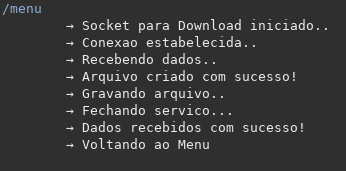 /menu
→ Socket para Download iniciado..
→ Conexao estabelecida..
→ Recebendo dados..
→ Arquivo criado com sucesso!
→ Gravando arquivo..
→ Fechando servico...
→ Dados recebidos com sucesso!
→ Voltando ao Menu